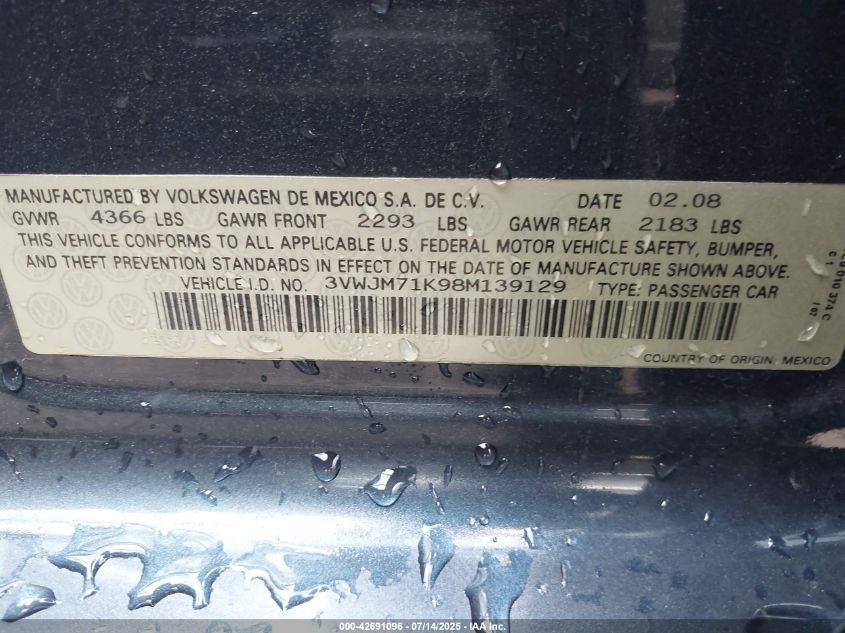 MANUFACTURED BY VOLKSWAGEN DE MEXICO S.A. DE C.V. DATE 02.08
GVWR 4366 LBS GAWR FRONT 2293 LBS GAWR REAR 2183 LBS
THIS VEHICLE CONFORMS TO ALL APPLICABLE U.S. FEDERAL MOTOR VEHICLE SAFETY, BUMPER,
AND THEFT PREVENTION STANDARDS IN EFFECT ON THE DATE OF MANUFACTURE SHOWN ABOVE.
VEHICLE I.D. NO. 3VWJM71K98M139129 TYPE: PASSENGER CAR
COUNTRY OF ORIGIN: MEXICO
010 374 C
000-42691096 - 07/14/2025 - IAA Inc.